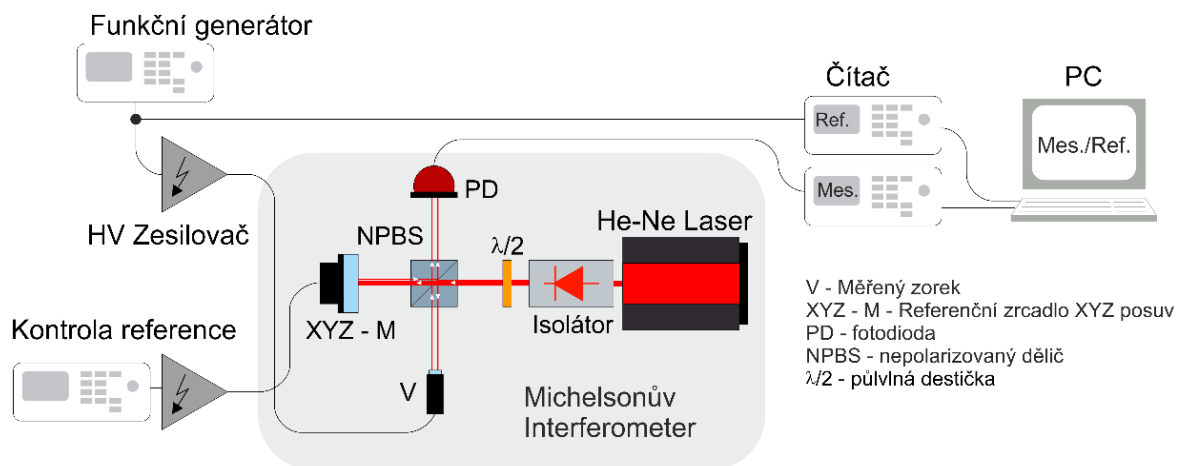 Funkční generátor
Čítač
PC
Ref.
Mes./Ref.
Mes.
PD
HV Zesilovač
NPBS
λ/2
He-Ne Laser
Isolátor
XYZ - M
Kontrola reference
V
Michelsonův
Interferometer
V - Měřený zorek
XYZ - M - Referenční zrcadlo XYZ posuv
PD - fotodioda
NPBS - nepolarizovaný dělič
λ/2 - půlvlná destička